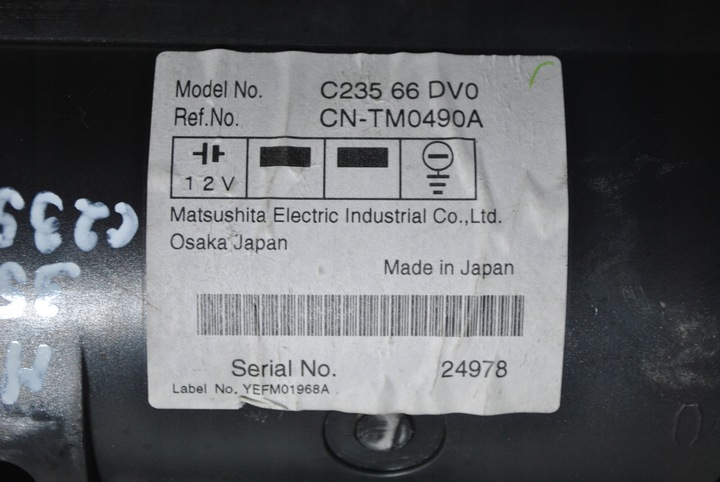 Model No. C235 66 DV0
Ref.No. CN-TM0490A
12V
Matsushita Electric Industrial Co.,Ltd.
Osaka Japan
Made in Japan
Serial No. 24978
Label No. YEFM01968A